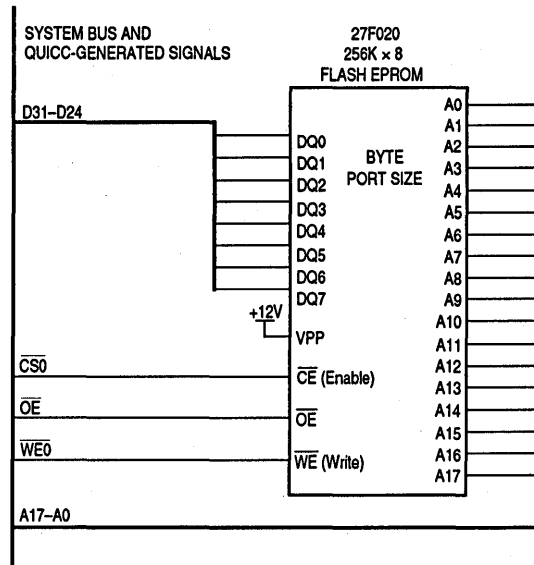 SYSTEM BUS AND
QUICC-GENERATED SIGNALS
27F020
256K × 8
FLASH EPROM
D31–D24
DQ0
DQ1
DQ2
DQ3
DQ4
DQ5
DQ6
DQ7
BYTE
PORT SIZE
+12V
VPP
CS0
CE (Enable)
OE
OE
WE0
WE (Write)
A0
A1
A2
A3
A4
A5
A6
A7
A8
A9
A10
A11
A12
A13
A14
A15
A16
A17
A17–A0